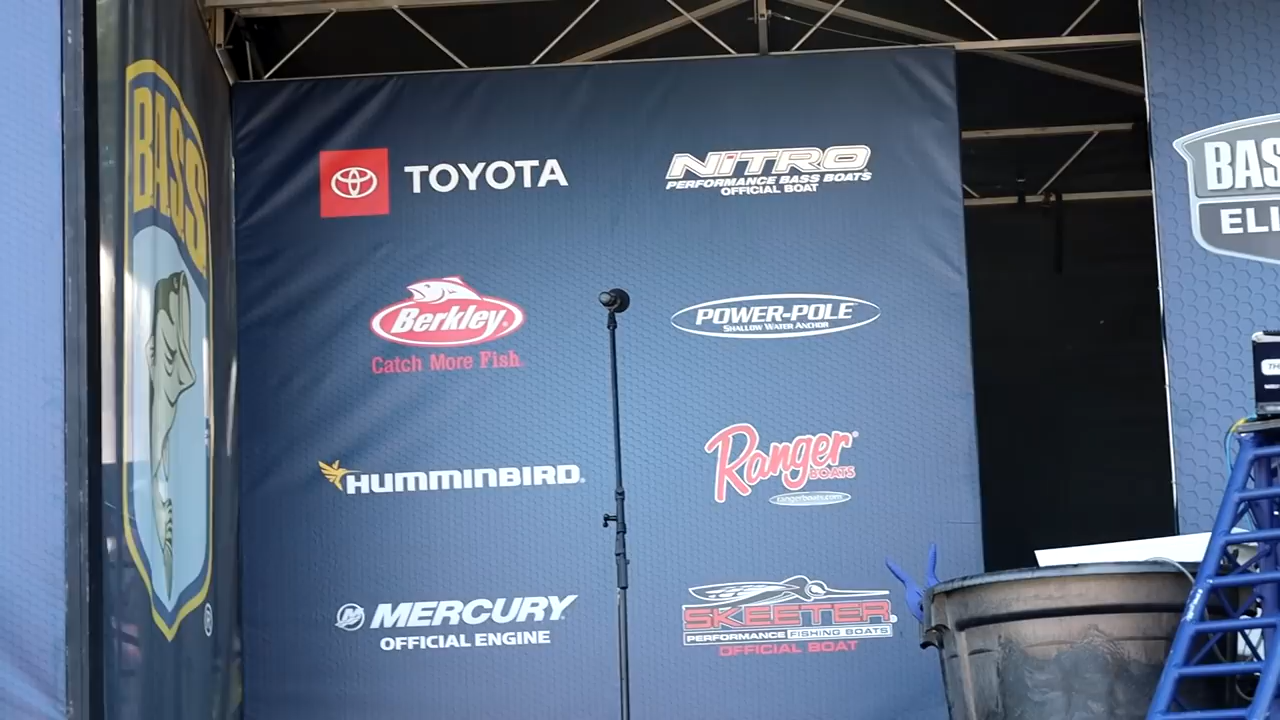 BASS
®
TOYOTA
NITRO
PERFORMANCE BASS BOATS
OFFICIAL BOAT
Berkley
Catch More Fish.
POWER-POLE
SHALLOW WATER ANCHOR
HUMMINBIRD.
Ranger®
BOATS
rangerboats.com
MERCURY
OFFICIAL ENGINE
SKEETER
PERFORMANCE FISHING BOATS
OFFICIAL BOAT
BAS
ELI